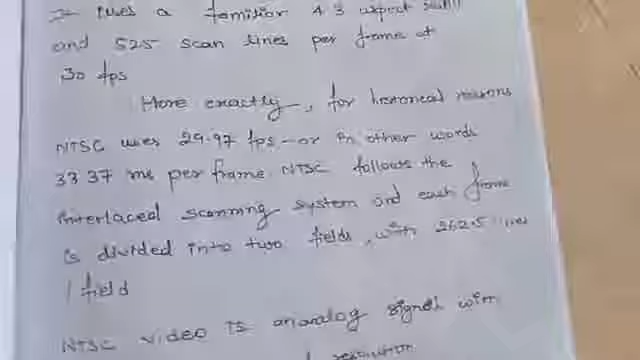 It uses a familiar 4:3 aspect
and 525 scan lines per frame at
30 fps
More exactly, for historical reasons
NTSC uses 29.97 fps - or in other words
33.37 ms per frame. NTSC follows the
interlaced scanning system and each frame
is divided into two fields, with 262.5 lines
/ field
NTSC video is an analog signal with